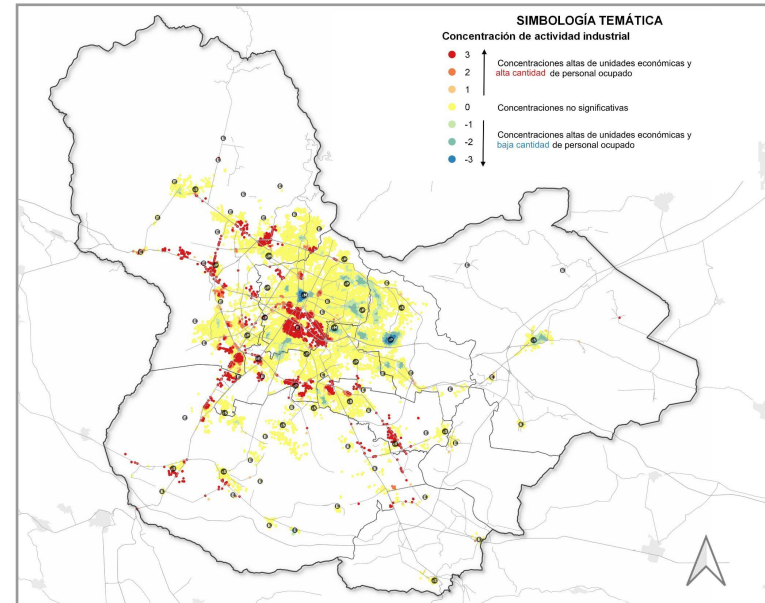 SIMBOLOGÍA TEMÁTICA
Concentración de actividad industrial
3
2
1
0
-1
-2
-3
Concentraciones altas de unidades económicas y
alta cantidad de personal ocupado
Concentraciones no significativas
Concentraciones altas de unidades económicas y
baja cantidad de personal ocupado